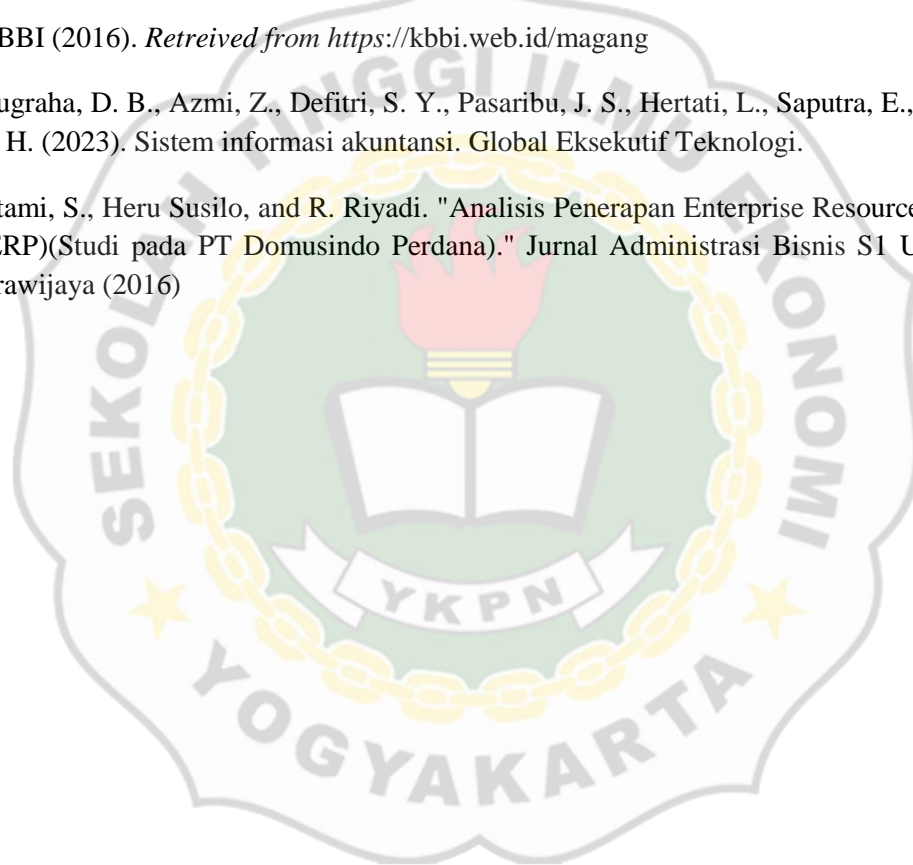 BBI (2016). Retreived from https://kbbi.web.id/magang
ugraha, D. B., Azmi, Z., Defitri, S. Y., Pasaribu, J. S., Hertati, L., Saputra, E.,
H. (2023). Sistem informasi akuntansi. Global Eksekutif Teknologi.
tami, S., Heru Susilo, and R. Riyadi. "Analisis Penerapan Enterprise Resource
ERP)(Studi pada PT Domusindo Perdana)." Jurnal Administrasi Bisnis S1 U
rawijaya (2016)
SEKOLAH TINGGI ILMU EKONOMI
YKPN
YOGYAKARTA